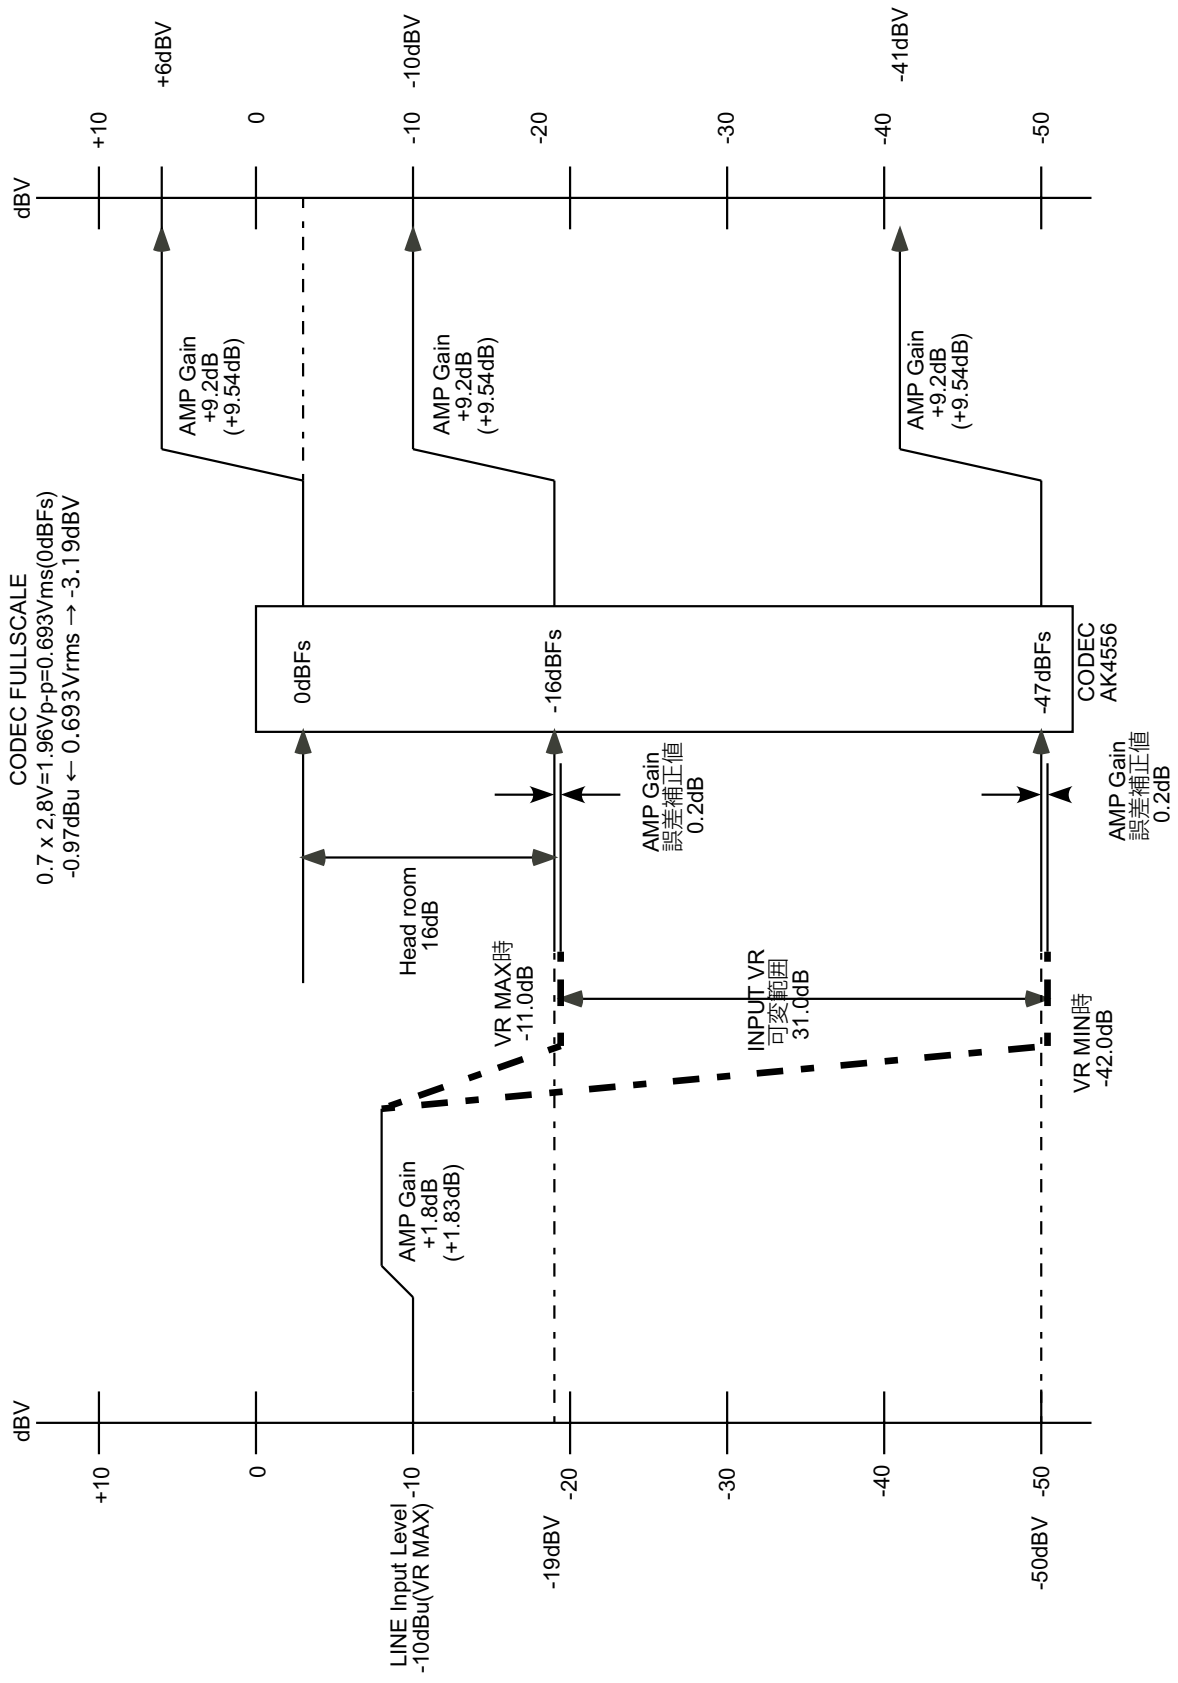 CODEC FULLSCALE
0.7 x 2,8V=1.96Vp-p=0.693Vms(0dBFs)
-0.97dBu ← 0.693Vrms → -3.19dBV
dBV
+10
0
-10
-20
-30
-40
-50
LINE Input Level
-10dBu(VR MAX)
-19dBV
-50dBV
AMP Gain
+1.8dB
(+1.83dB)
VR MAX時
-11.0dB
INPUT VR
可変範囲
31.0dB
VR MIN時
-42.0dB
Head room
16dB
AMP Gain
誤差補正値
0.2dB
AMP Gain
誤差補正値
0.2dB
0dBFs
-16dBFs
-47dBFs
CODEC
AK4556
AMP Gain
+9.2dB
(+9.54dB)
AMP Gain
+9.2dB
(+9.54dB)
AMP Gain
+9.2dB
(+9.54dB)
dBV
+10
0
-10
-20
-30
-40
-50
+6dBV
-10dBV
-41dBV